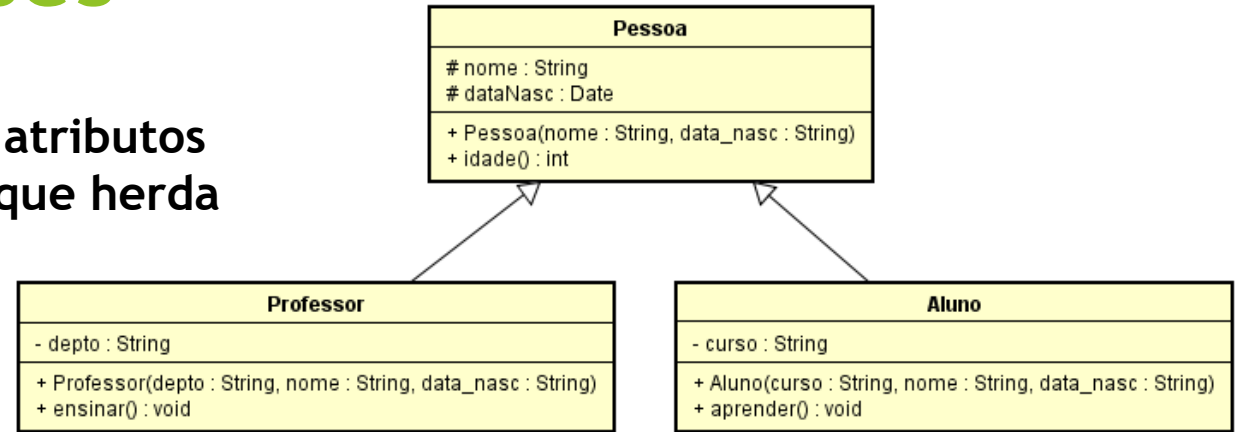 atributos
que herda
Pessoa
# nome : String
# dataNasc : Date
+ Pessoa(nome : String, data_nasc : String)
+ idade() : int
Professor
- depto : String
+ Professor(depto : String, nome : String, data_nasc : String)
+ ensinar() : void
Aluno
- curso : String
+ Aluno(curso : String, nome : String, data_nasc : String)
+ aprender() : void